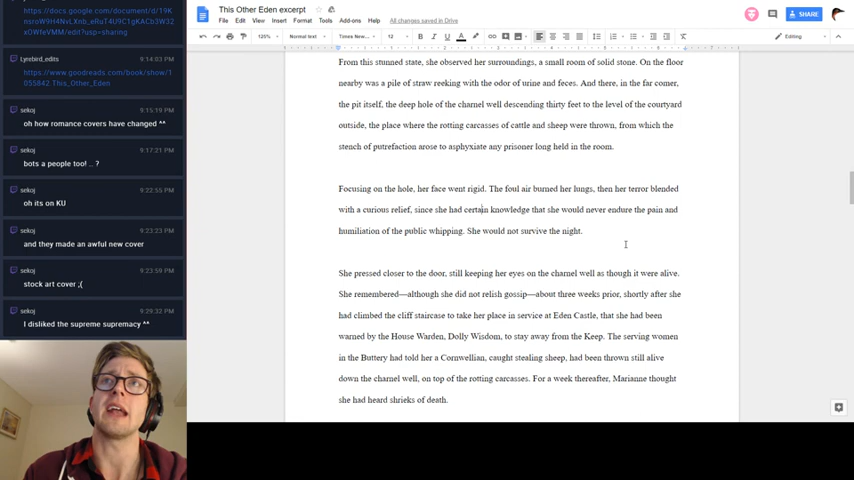 https://docs.google.com/document/d/19K
nsroW9H4NvLXnb_eRuT4U9C1gKACb3W32
xOWfeVMM/edit?usp=sharing
Lyrebird_edits 9:14:03 PM
https://www.goodreads.com/book/show/1
055842.This_Other_Eden
sekoj 9:15:19 PM
oh how romance covers have changed ^^
sekoj 9:17:21 PM
bots a people too! .. ?
sekoj 9:22:55 PM
oh its on KU
sekoj 9:23:23 PM
and they made an awful new cover
sekoj 9:23:59 PM
stock art cover ;(
sekoj 9:29:32 PM
I disliked the supreme supremacy ^^
This Other Eden excerpt
File Edit View Insert Format Tools Add-ons Help All changes saved in Drive
SHARE
125% Normal text Times New... 12 Editing
From this stunned state, she observed her surroundings, a small room of solid stone. On the floor
nearby was a pile of straw reeking with the odor of urine and feces. And there, in the far corner,
the pit itself, the deep hole of the charnel well descending thirty feet to the level of the courtyard
outside, the place where the rotting carcasses of cattle and sheep were thrown, from which the
stench of putrefaction arose to asphyxiate any prisoner long held in the room.
Focusing on the hole, her face went rigid. The foul air burned her lungs, then her terror blended
with a curious relief, since she had certain knowledge that she would never endure the pain and
humiliation of the public whipping. She would not survive the night.
She pressed closer to the door, still keeping her eyes on the charnel well as though it were alive.
She remembered—although she did not relish gossip—about three weeks prior, shortly after she
had climbed the cliff staircase to take her place in service at Eden Castle, that she had been
warned by the House Warden, Dolly Wisdom, to stay away from the Keep. The serving women
in the Buttery had told her a Cornwellian, caught stealing sheep, had been thrown still alive
down the charnel well, on top of the rotting carcasses. For a week thereafter, Marianne thought
she had heard shrieks of death.